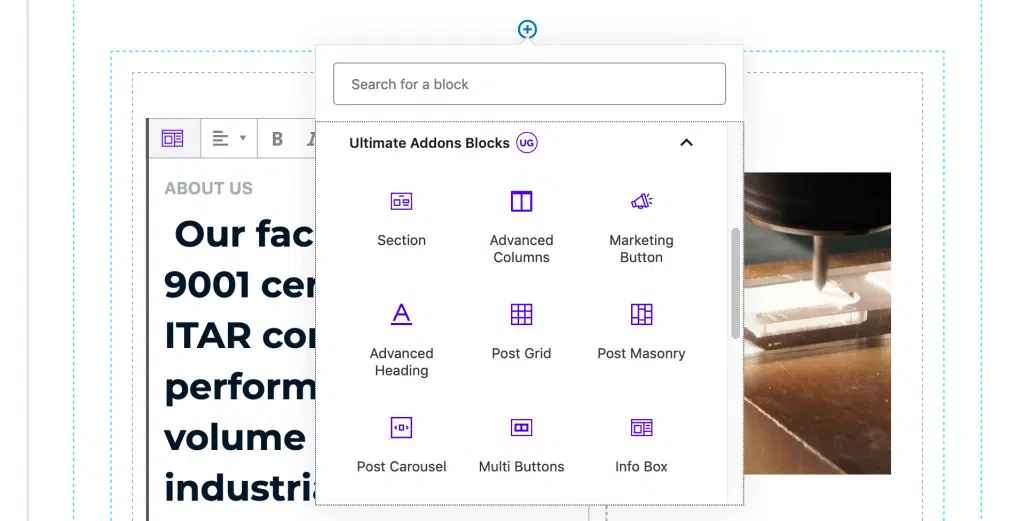 Search for a block
Ultimate Addons Blocks UG
B I
ABOUT US
Section
Advanced
Columns
Marketing
Button
Our fac
9001 cer
ITAR cor
perform
volume
industria
Advanced
Heading
Post Grid
Post Masonry
Post Carousel
Multi Buttons
Info Box